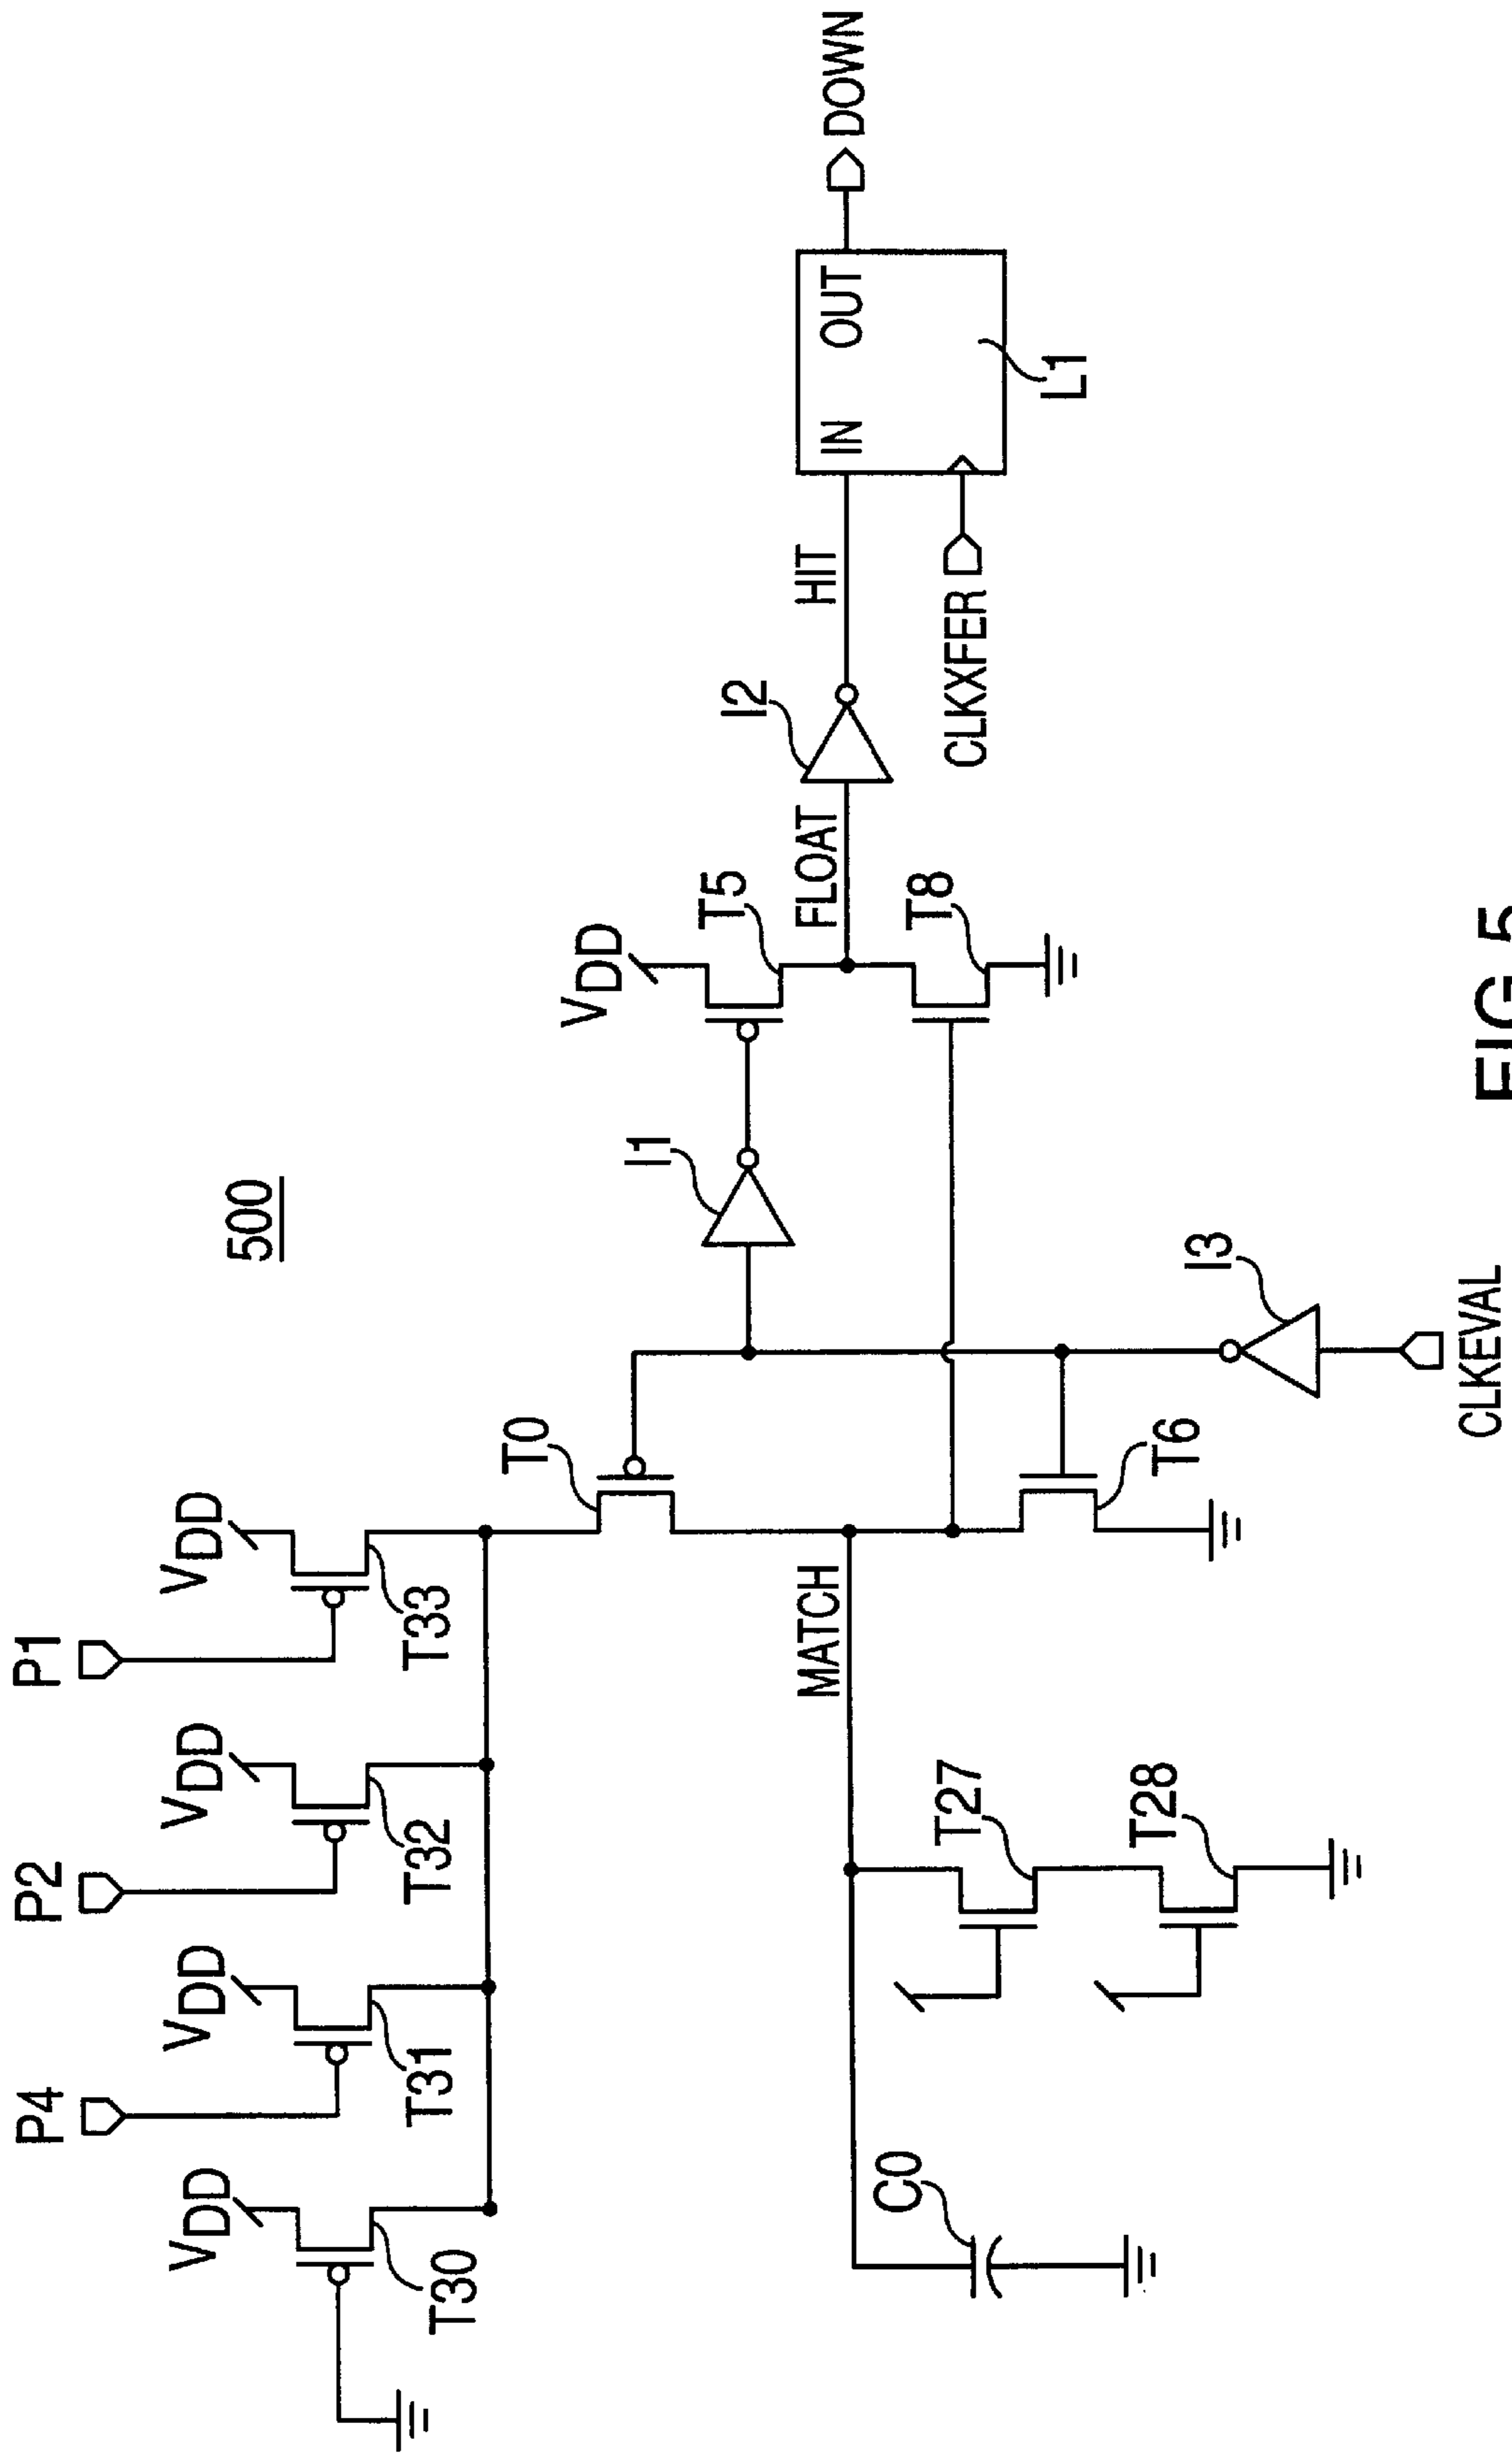 P4
P2
P1
VDD
VDD
VDD
VDD
T30
T31
T32
T33
500
T0
VDD
I1
T5
MATCH
FLOAT
I2
HIT
IN
OUT
DOWN
C0
T27
T8
CLKXFER
L1
T28
T6
I3
CLKEVAL
FIG. 5